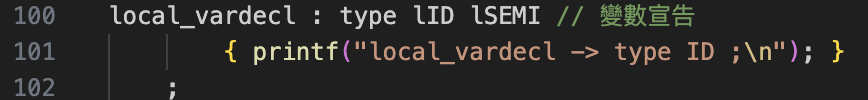 100 local_vardecl : type lID lSEMI // 變數宣告
101 { printf("local_vardecl -> type ID ;\n"); }
102 ;